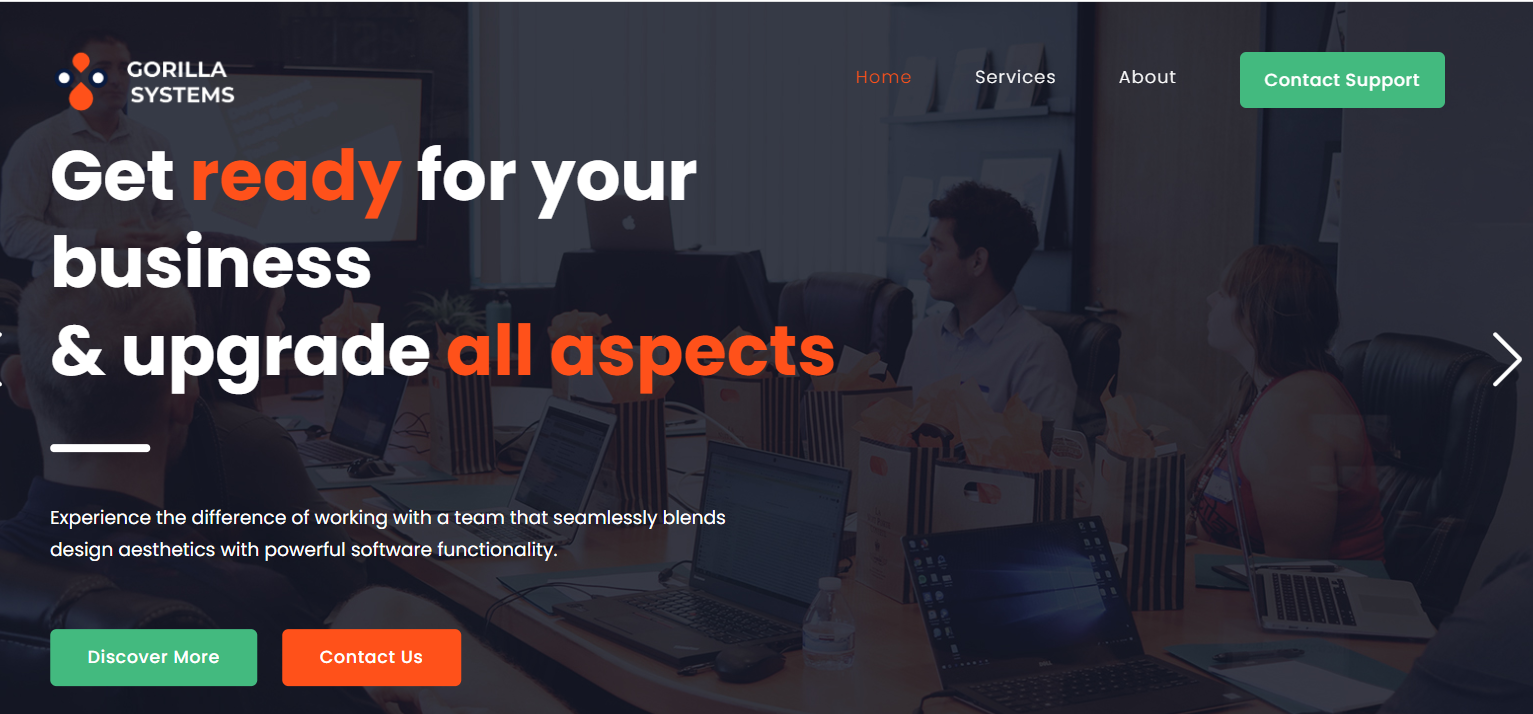 GORILLA
SYSTEMS
Home
Services
About
Contact Support
Get ready for your
business
& upgrade all aspects
Experience the difference of working with a team that seamlessly blends
design aesthetics with powerful software functionality.
Discover More
Contact Us